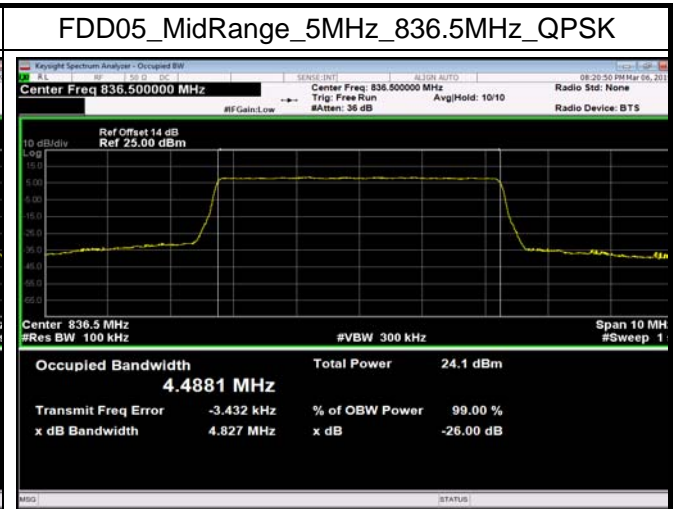 FDD05_MidRange_5MHz_836.5MHz_QPSK
Keysight Spectrum Analyzer - Occupied BW
RL RF 50 Ω DC SENSE:INT ALIGN AUTO 08:20:50 PM Mar 06, 201
Center Freq 836.500000 MHz Center Freq: 836.500000 MHz Radio Std: None
Trig: Free Run Avg|Hold: 10/10
#IFGain:Low #Atten: 36 dB Radio Device: BTS
Ref Offset 14 dB
10 dB/div Ref 25.00 dBm
Log
15.0
5.00
-5.00
-15.0
-25.0
-35.0
-45.0
-55.0
-65.0
Center 836.5 MHz Span 10 MH
#Res BW 100 kHz #VBW 300 kHz #Sweep 1
Occupied Bandwidth Total Power 24.1 dBm
4.4881 MHz
Transmit Freq Error -3.432 kHz % of OBW Power 99.00 %
x dB Bandwidth 4.827 MHz x dB -26.00 dB
MSG STATUS